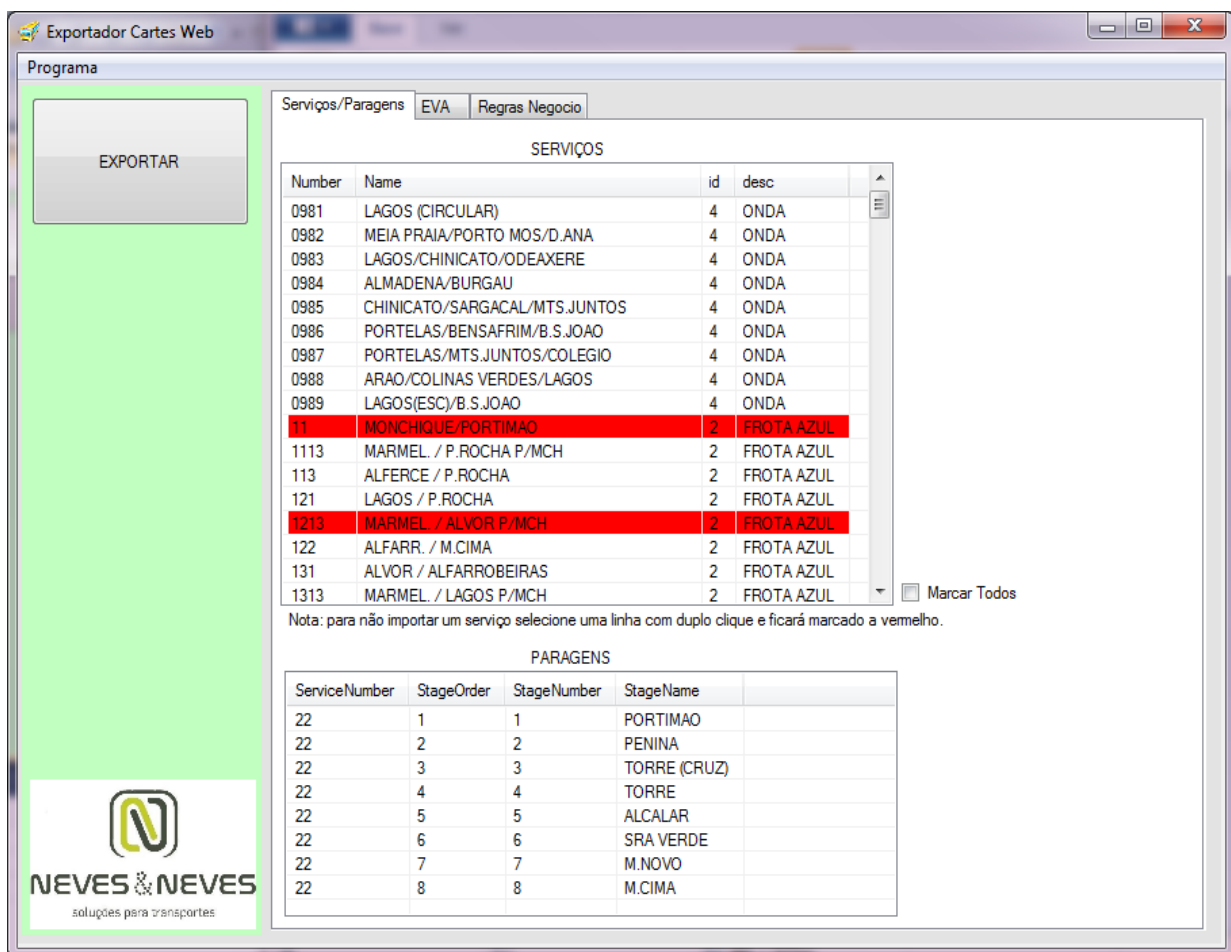 Exportador Cartes Web
Programa
EXPORTAR
Serviços/Paragens EVA Regras Negocio
SERVIÇOS
Number Name id desc
0981 LAGOS (CIRCULAR) 4 ONDA
0982 MEIA PRAIA/PORTO MOS/D.ANA 4 ONDA
0983 LAGOS/CHINICATO/ODEAXERE 4 ONDA
0984 ALMADENA/BURGAU 4 ONDA
0985 CHINICATO/SARGACAL/MTS.JUNTOS 4 ONDA
0986 PORTELAS/BENSAFRIM/B.S.JOAO 4 ONDA
0987 PORTELAS/MTS.JUNTOS/COLEGIO 4 ONDA
0988 ARAO/COLINAS VERDES/LAGOS 4 ONDA
0989 LAGOS(ESC)/B.S.JOAO 4 ONDA
11 MONCHIQUE/PORTIMAO 2 FROTA AZUL
1113 MARMEL. / P.ROCHA P/MCH 2 FROTA AZUL
113 ALFERCE / P.ROCHA 2 FROTA AZUL
121 LAGOS / P.ROCHA 2 FROTA AZUL
1213 MARMEL. / ALVOR P/MCH 2 FROTA AZUL
122 ALFARR. / M.CIMA 2 FROTA AZUL
131 ALVOR / ALFARROBEIRAS 2 FROTA AZUL
1313 MARMEL. / LAGOS P/MCH 2 FROTA AZUL
Marcar Todos
Nota: para não importar um serviço selecione uma linha com duplo clique e ficará marcado a vermelho.
PARAGENS
ServiceNumber StageOrder StageNumber StageName
22 1 1 PORTIMAO
22 2 2 PENINA
22 3 3 TORRE (CRUZ)
22 4 4 TORRE
22 5 5 ALCALAR
22 6 6 SRA VERDE
22 7 7 M.NOVO
22 8 8 M.CIMA
NEVES&NEVES
soluções para transportes